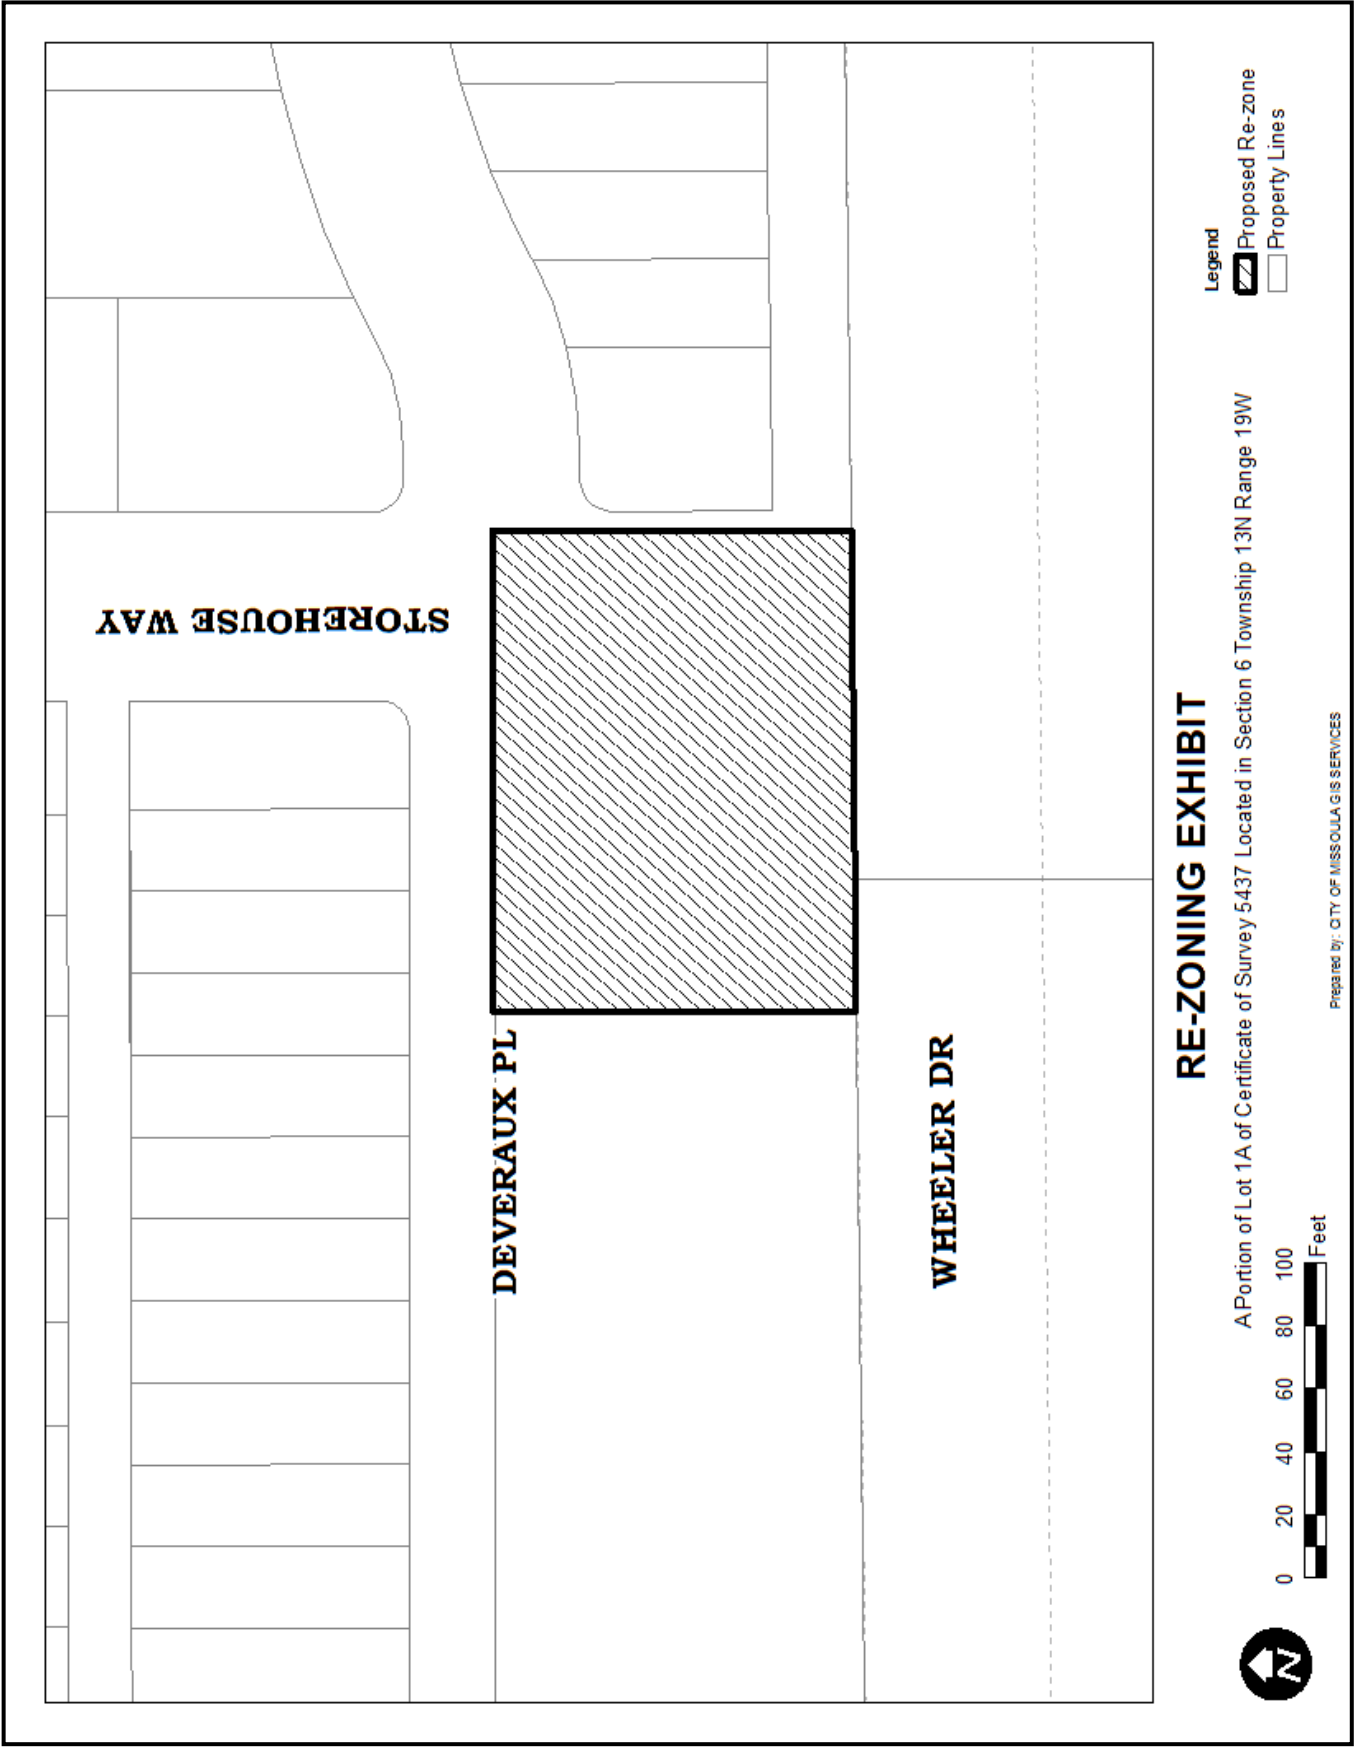 STOREHOUSE WAY
DEVERAUX PL
WHEELER DR
RE-ZONING EXHIBIT
A Portion of Lot 1A of Certificate of Survey 5437 Located in Section 6 Township 13N Range 19W
Legend
Proposed Re-zone
Property Lines
N
0 20 40 60 80 100
Feet
Prepared by: CITY OF MISSOULA GIS SERVICES